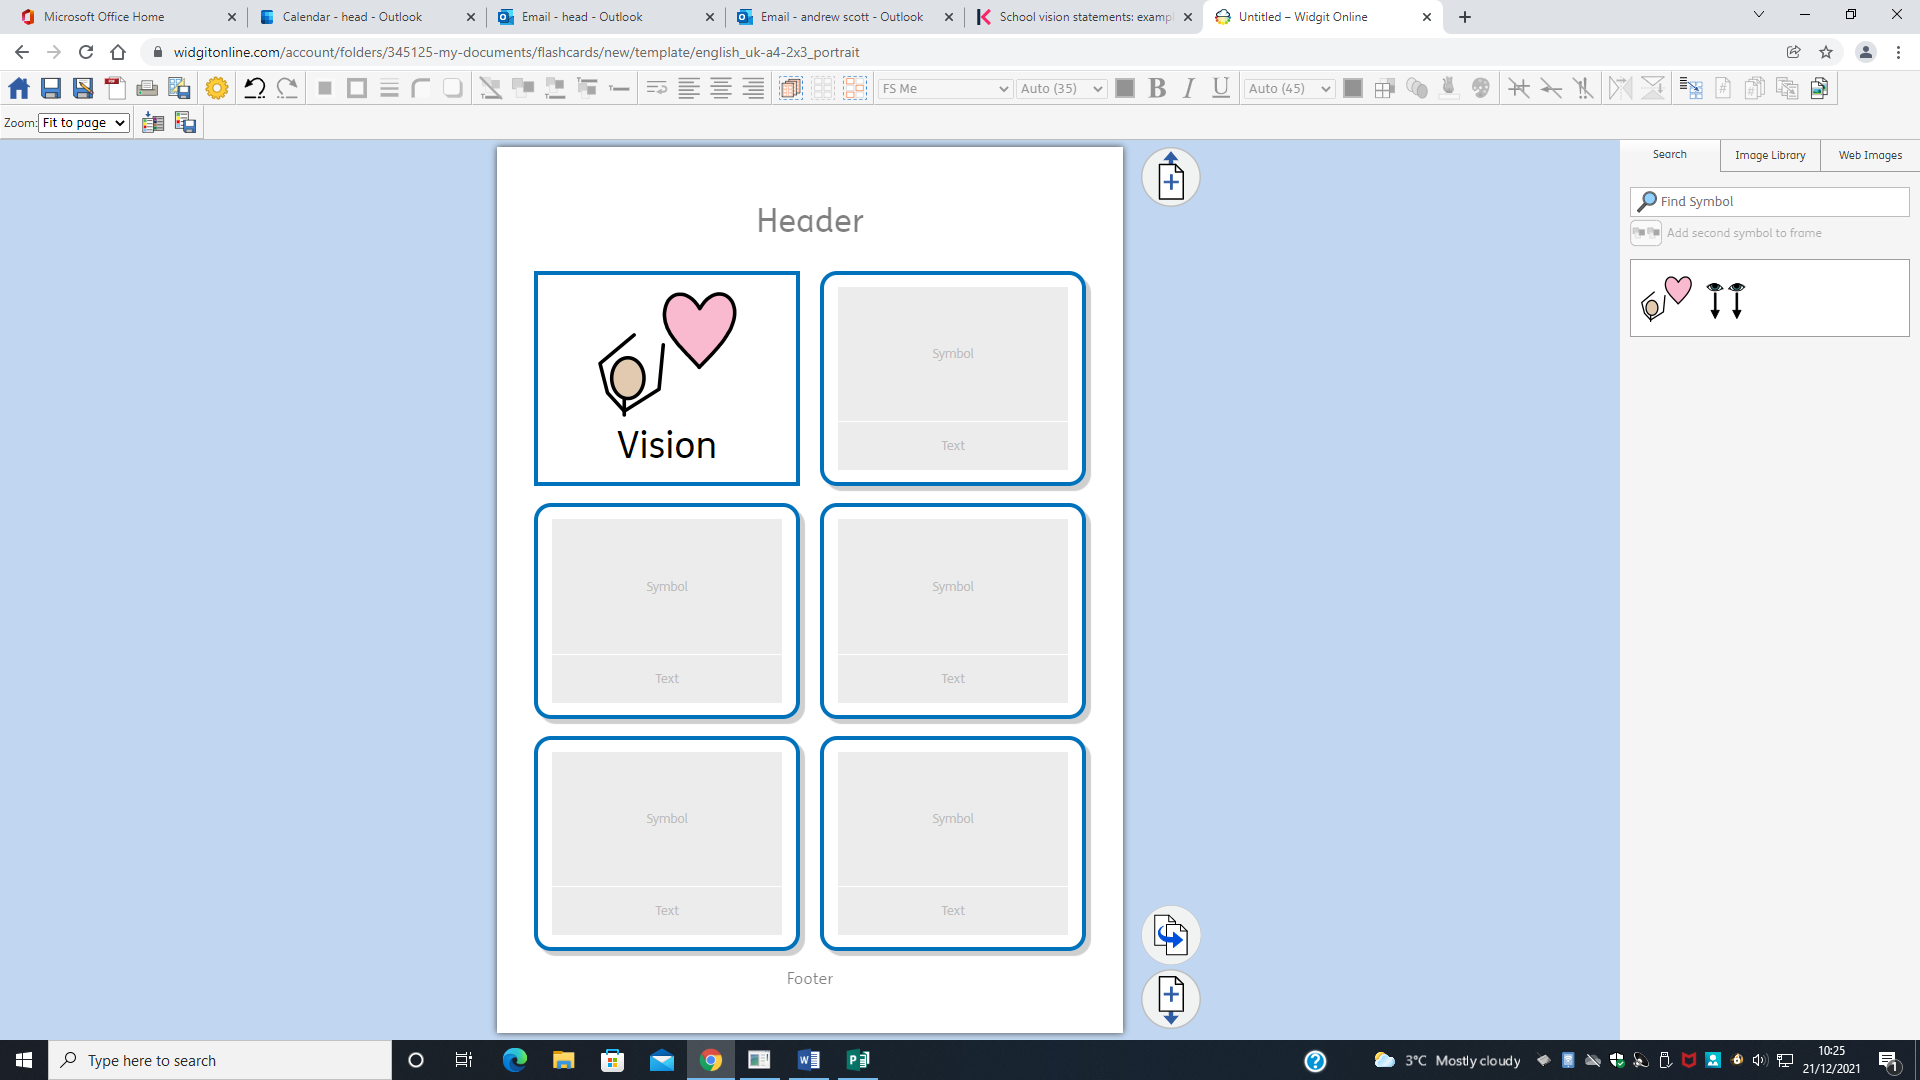 Microsoft Office Home
Calendar - head - Outlook
Email - head - Outlook
Email - andrew scott - Outlook
School vision statements: exampl
Untitled – Widgit Online
widgitonline.com/account/folders/345125-my-documents/flashcards/new/template/english_uk-a4-2x3_portrait
FS Me
Auto (35)
B I U
Auto (45)
Zoom: Fit to page
Search
Image Library
Web Images
Find Symbol
Add second symbol to frame
Header
Vision
Symbol
Text
Symbol
Text
Symbol
Text
Symbol
Text
Symbol
Text
Footer
Type here to search
3°C Mostly cloudy
10:25
21/12/2021
1